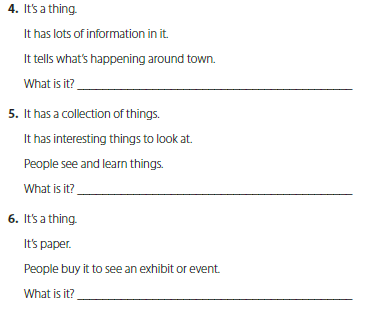 4. It's a thing.
It has lots of information in it.
It tells what's happening around town.
What is it?
5. It has a collection of things.
It has interesting things to look at.
People see and learn things.
What is it?
6. It's a thing.
It's paper.
People buy it to see an exhibit or event.
What is it?